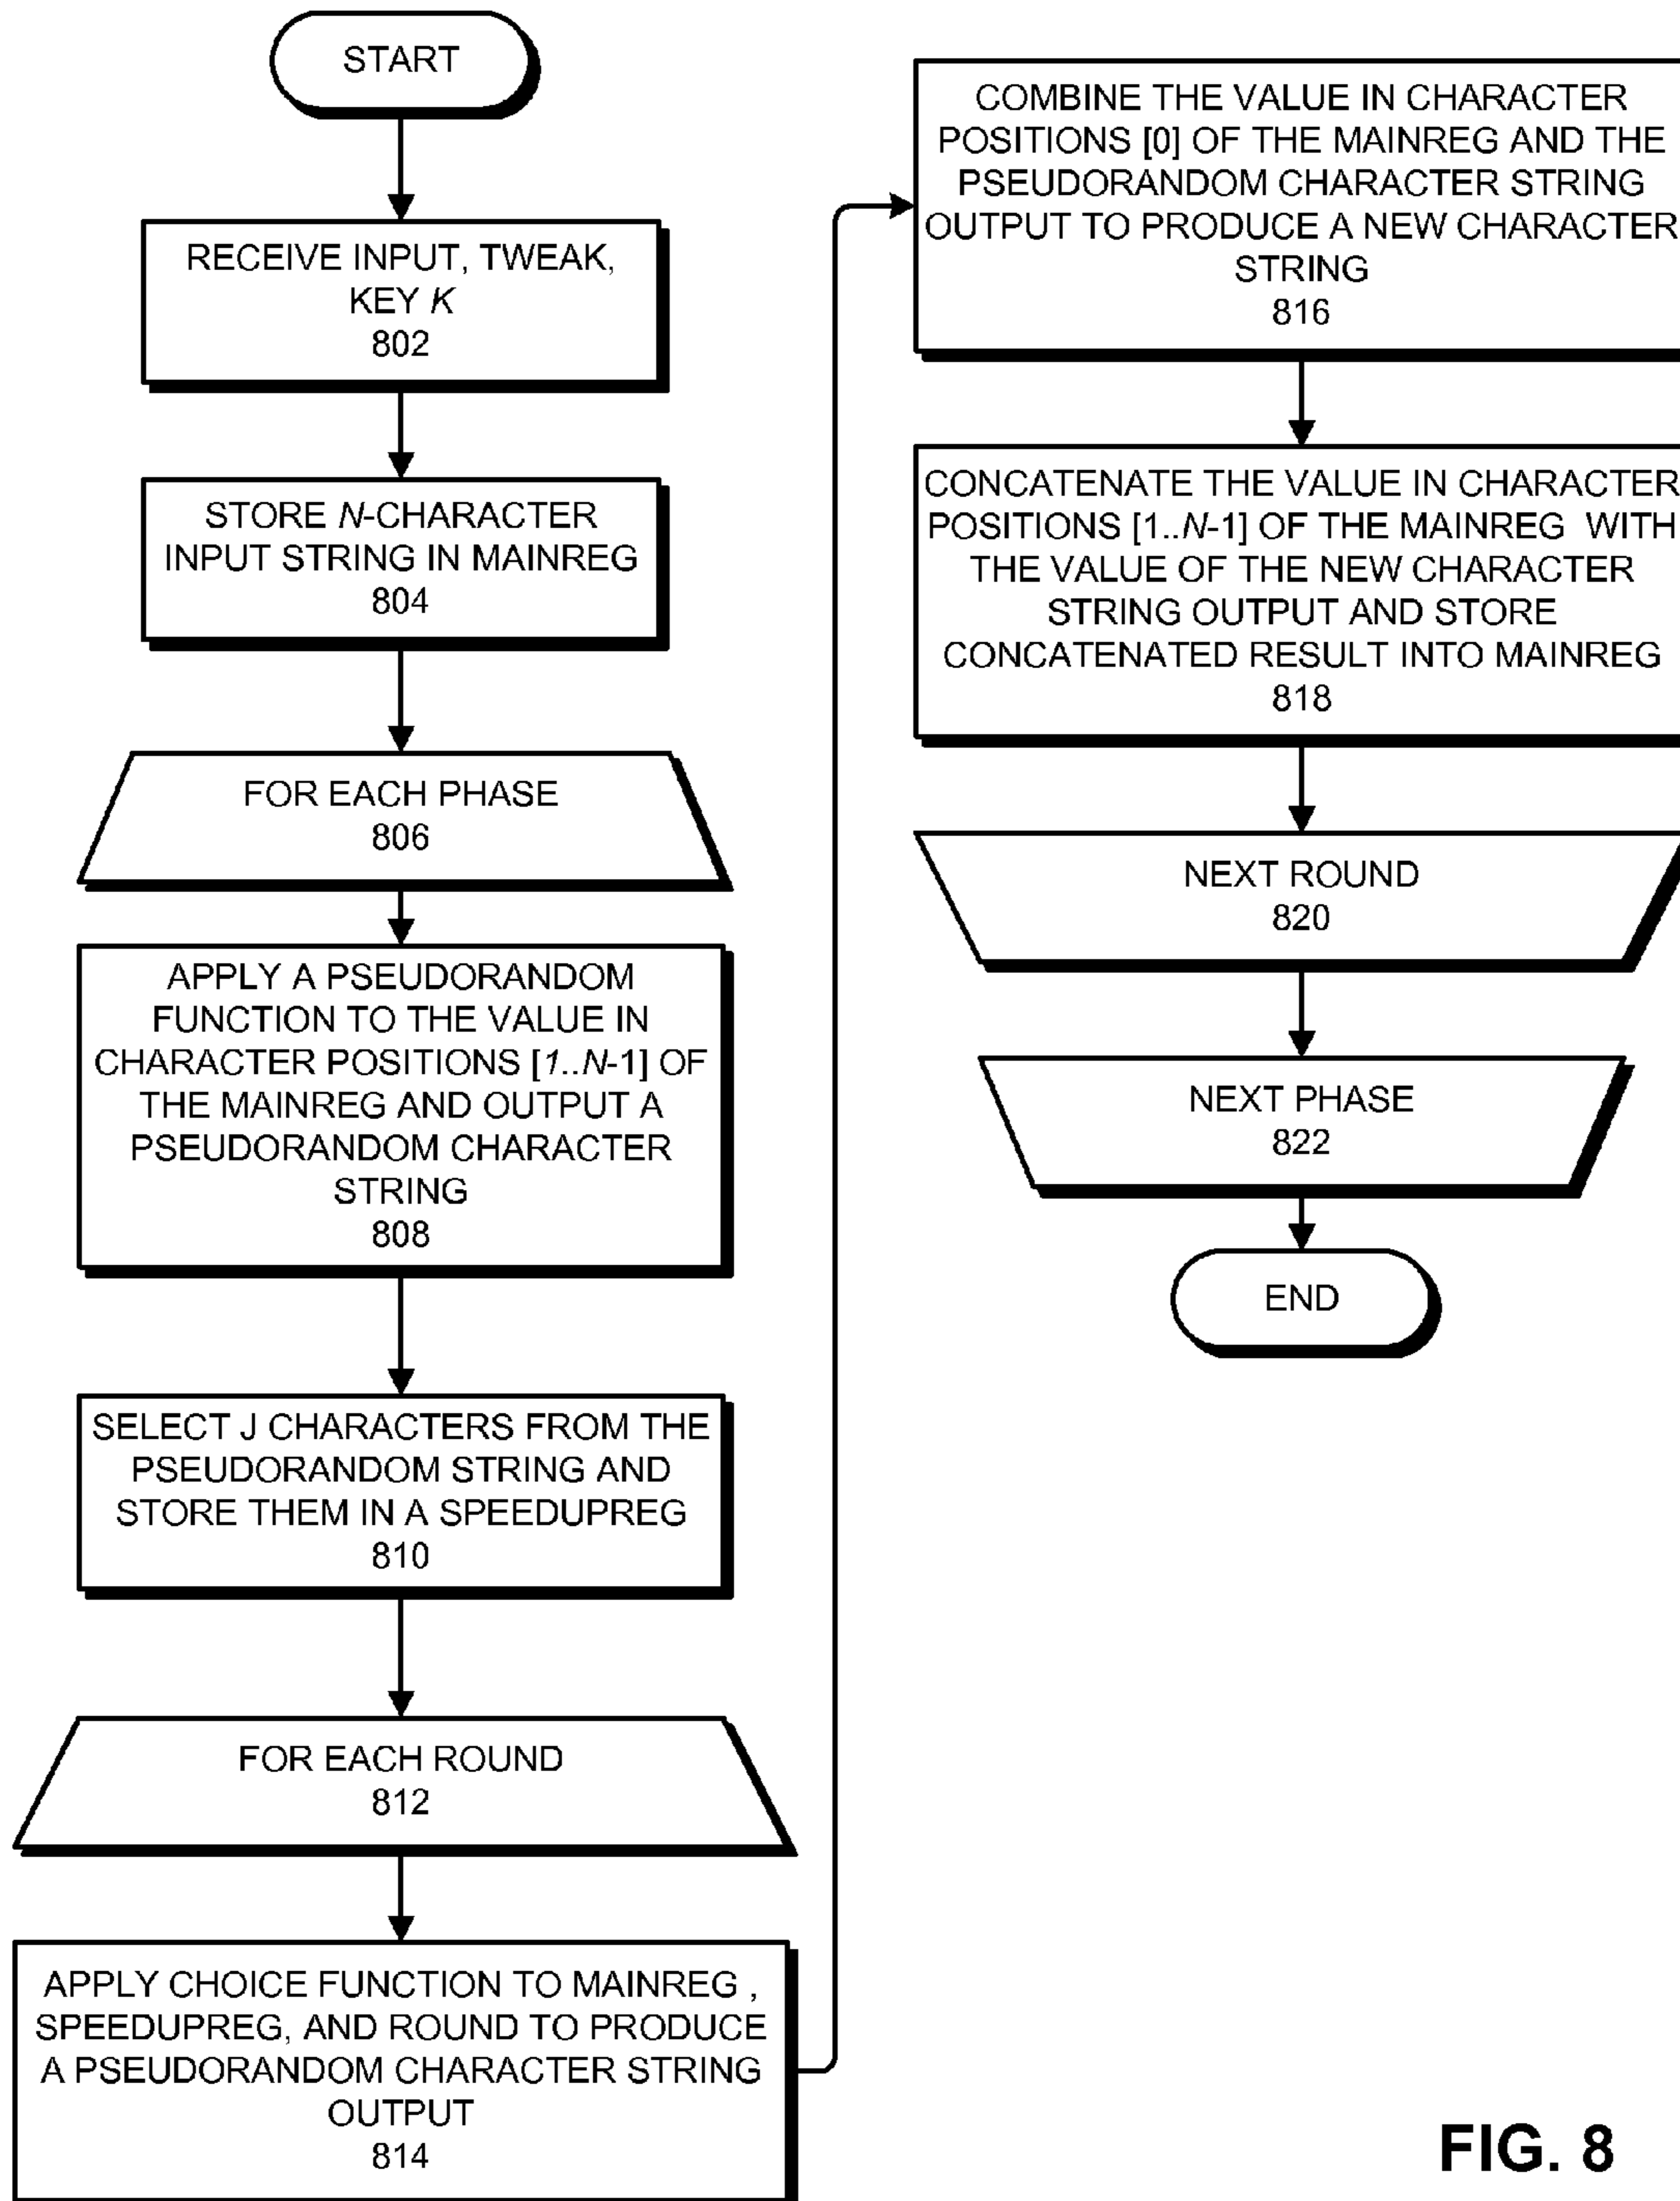 START
RECEIVE INPUT, TWEAK,
KEY K
802
STORE N-CHARACTER
INPUT STRING IN MAINREG
804
FOR EACH PHASE
806
APPLY A PSEUDORANDOM
FUNCTION TO THE VALUE IN
CHARACTER POSITIONS [1..N-1] OF
THE MAINREG AND OUTPUT A
PSEUDORANDOM CHARACTER
STRING
808
SELECT J CHARACTERS FROM THE
PSEUDORANDOM STRING AND
STORE THEM IN A SPEEDUPREG
810
FOR EACH ROUND
812
APPLY CHOICE FUNCTION TO MAINREG ,
SPEEDUPREG, AND ROUND TO PRODUCE
A PSEUDORANDOM CHARACTER STRING
OUTPUT
814
COMBINE THE VALUE IN CHARACTER
POSITIONS [0] OF THE MAINREG AND THE
PSEUDORANDOM CHARACTER STRING
OUTPUT TO PRODUCE A NEW CHARACTER
STRING
816
CONCATENATE THE VALUE IN CHARACTER
POSITIONS [1..N-1] OF THE MAINREG WITH
THE VALUE OF THE NEW CHARACTER
STRING OUTPUT AND STORE
CONCATENATED RESULT INTO MAINREG
818
NEXT ROUND
820
NEXT PHASE
822
END
FIG. 8